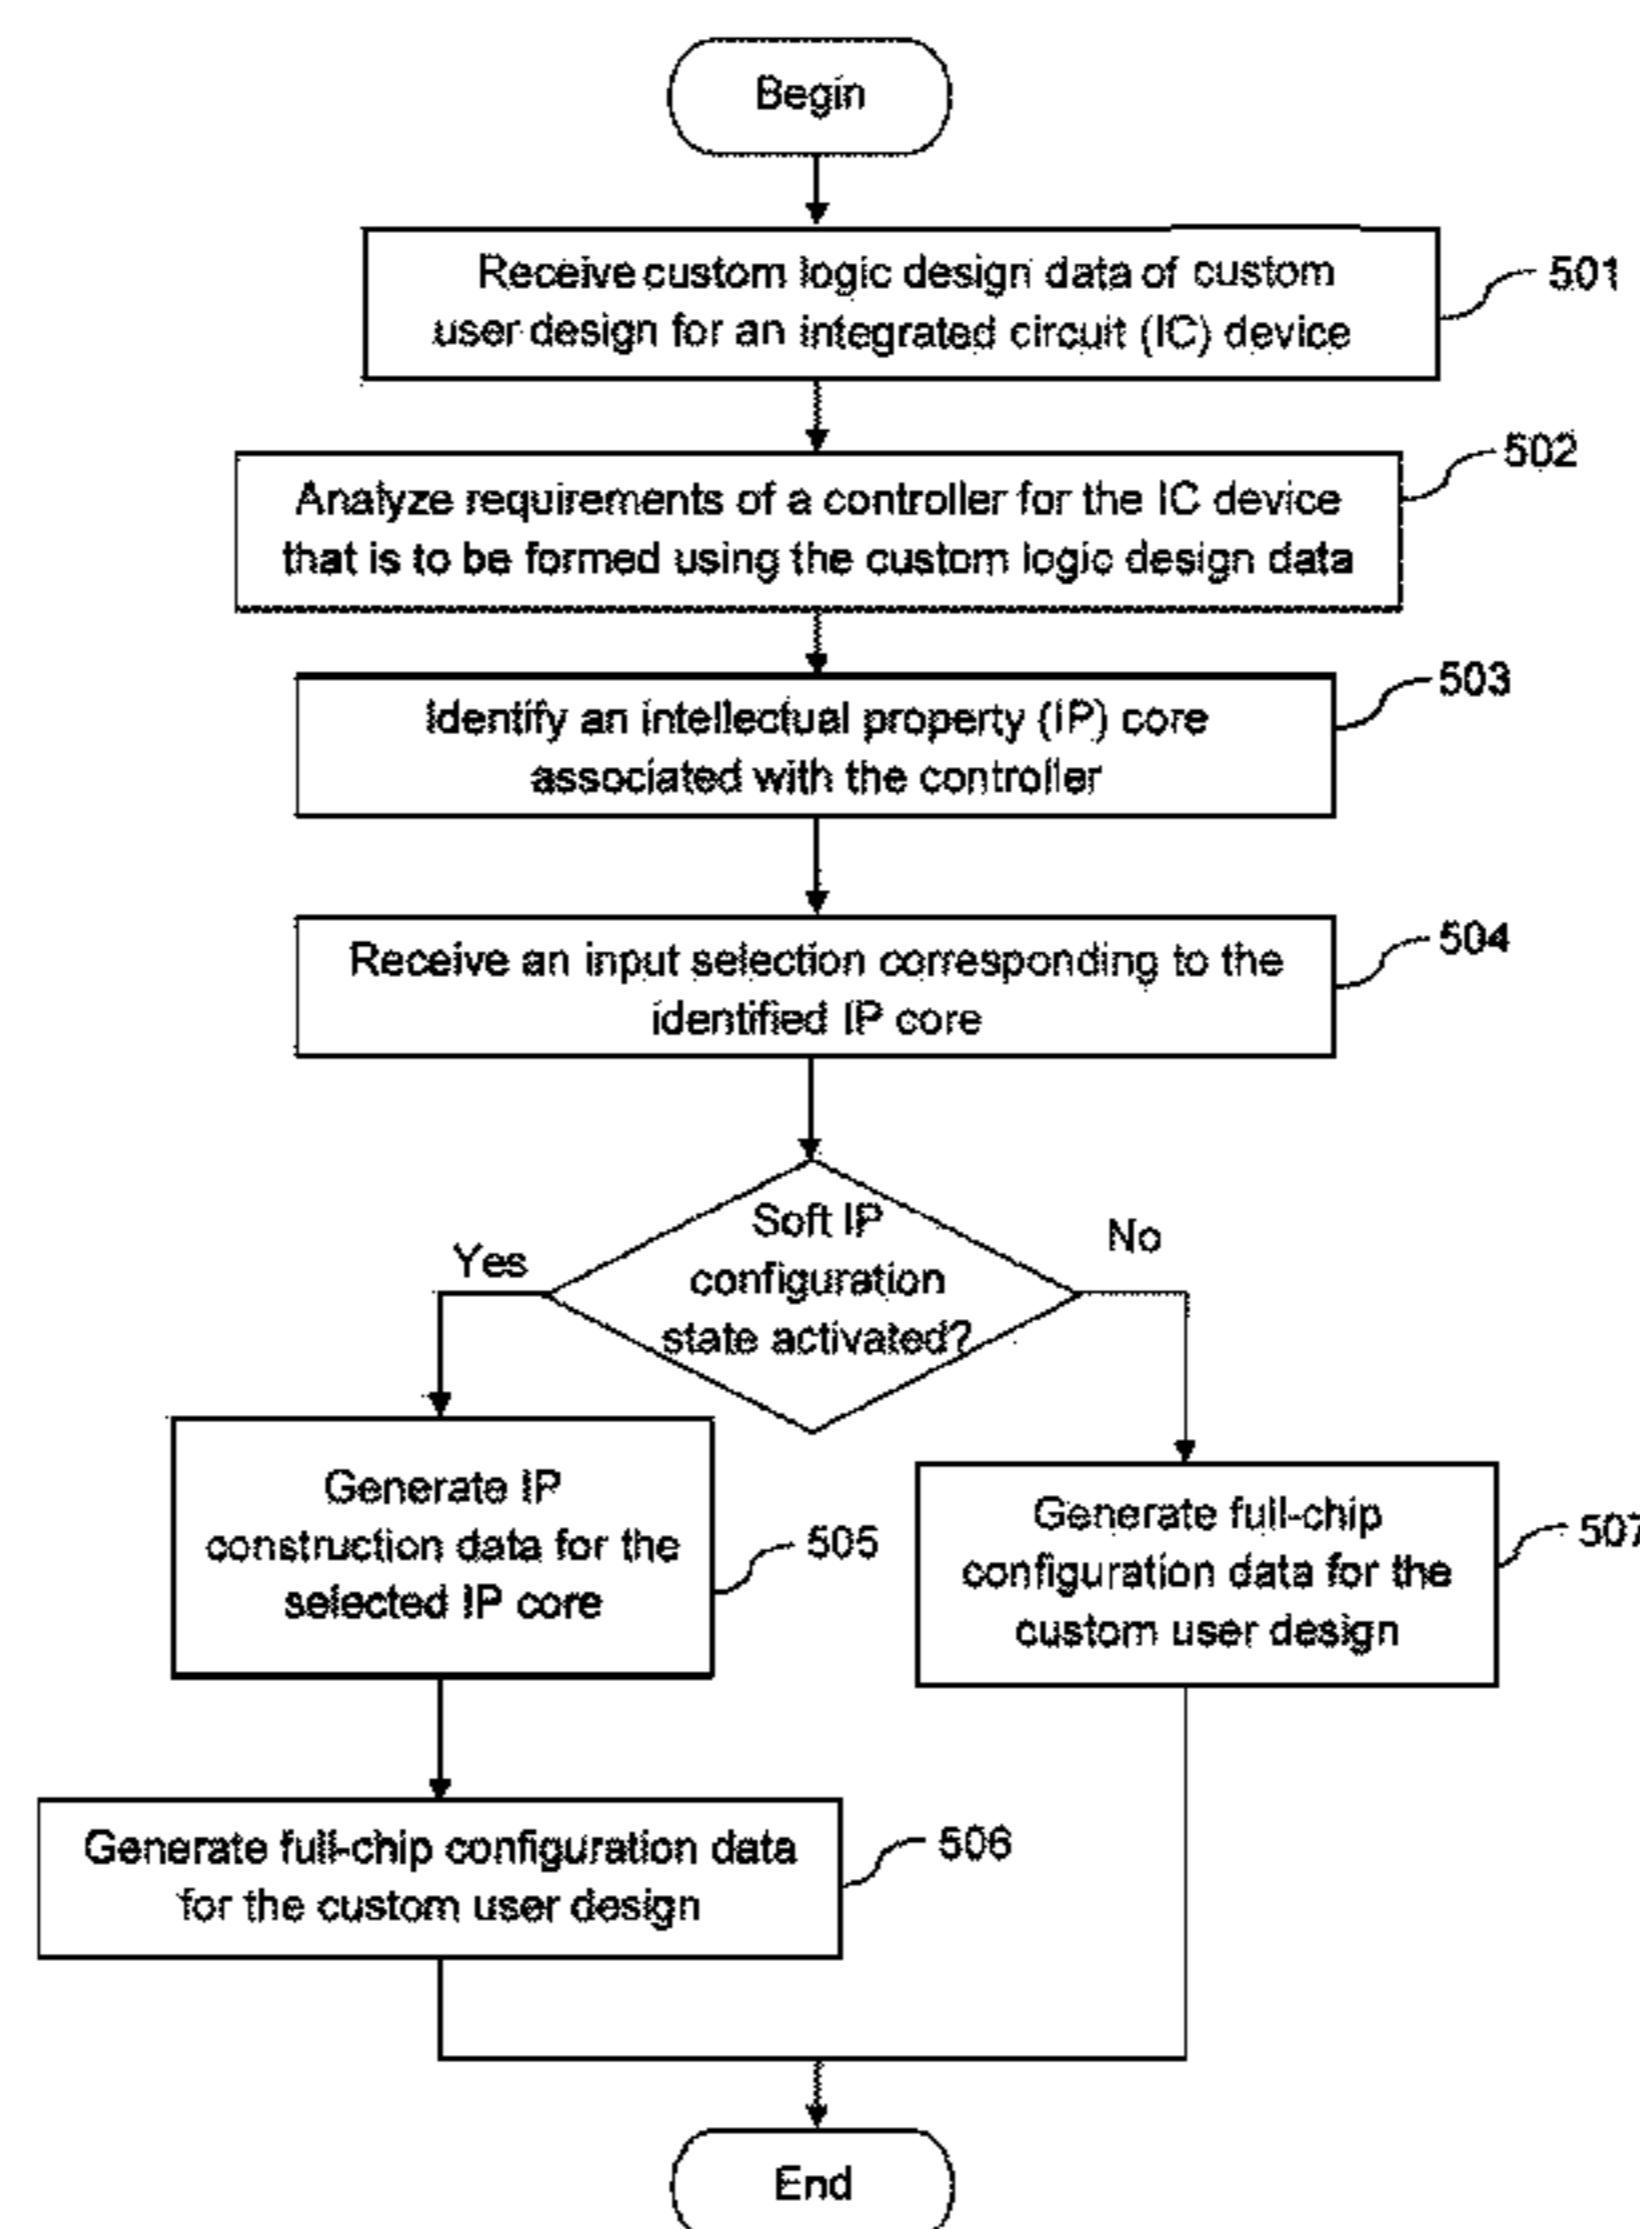 Begin
Receive custom logic design data of custom
user design for an integrated circuit (IC) device
501
502
Analyze requirements of a controller for the IC device
that is to be formed using the custom logic design data
503
Identify an intellectual property (IP) core
associated with the controller
504
Receive an input selection corresponding to the
identified IP core
Soft IP
configuration
state activated?
Yes
No
Generate IP
construction data for the
selected IP core
505
Generate full-chip
configuration data for the
custom user design
507
Generate full-chip configuration data
for the custom user design
506
End